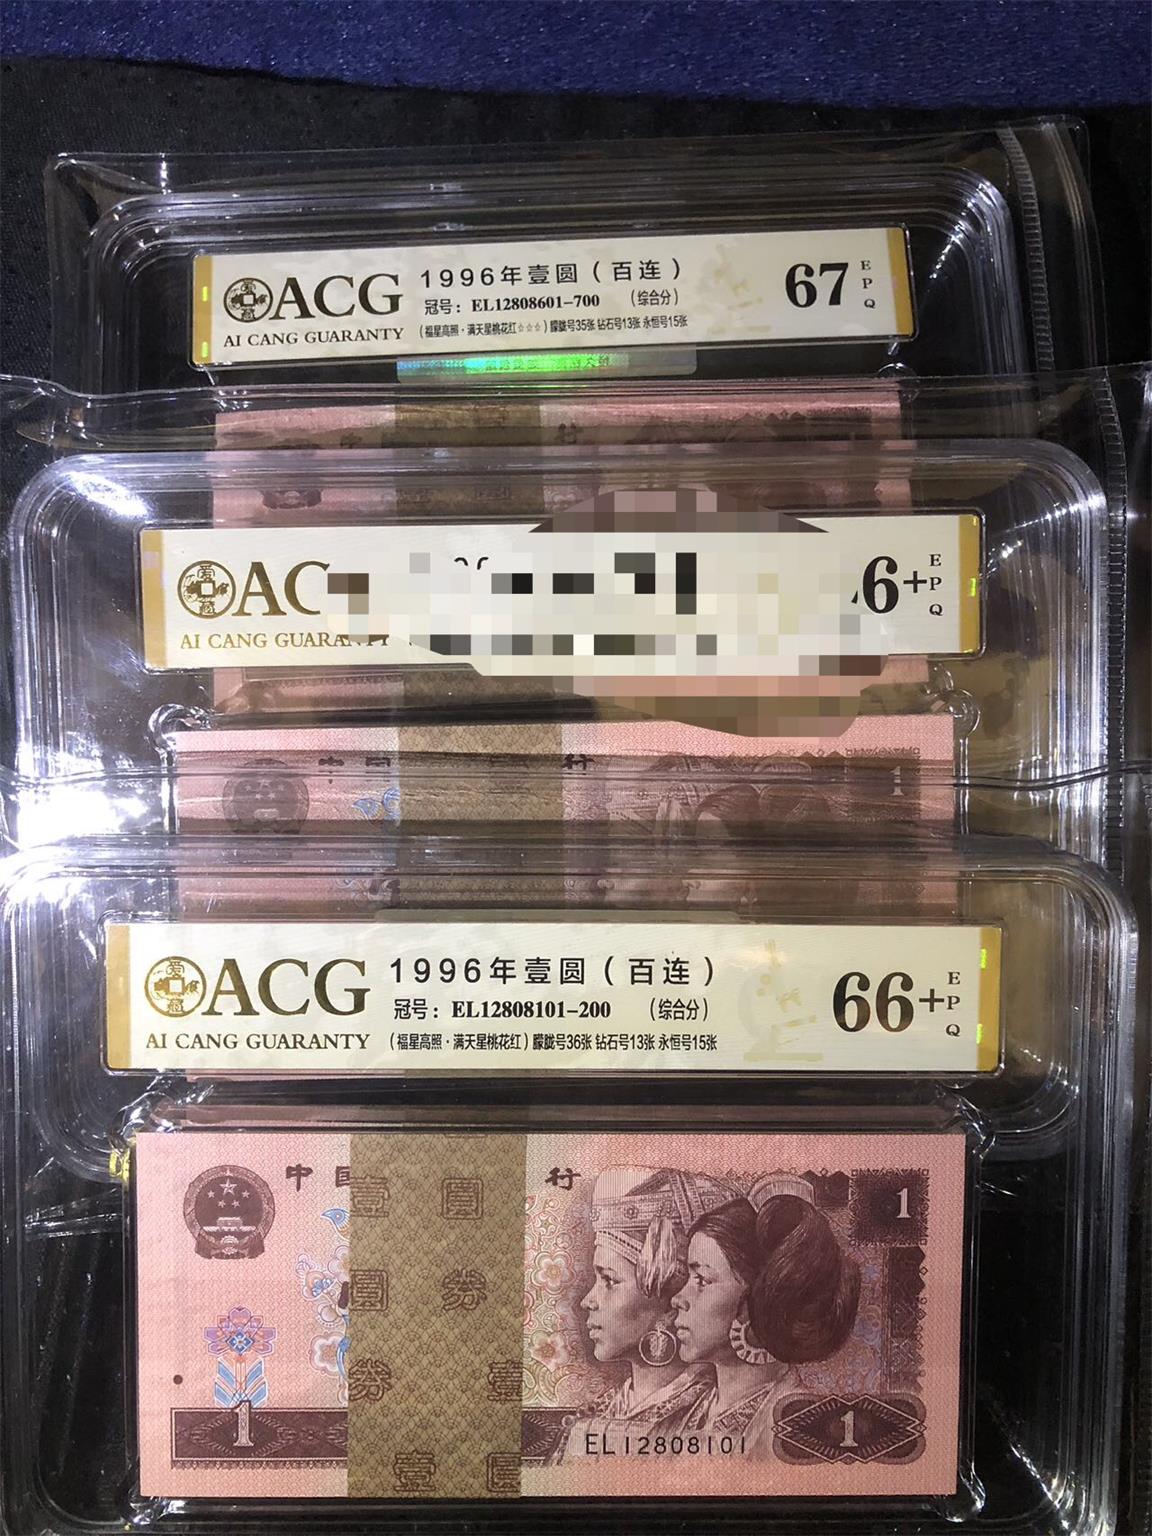 ACG
AI CANG GUARANTY
1996年壹圆（百连）
冠号：EL12808601-700 （综合分）
（福星高照·满天星桃花红☆☆☆）朦胧号35张 钻石号13张 永恒号15张
67
EPQ
行
AC
AI CANG GUARANTY
6+
EPQ
行
1
ACG
AI CANG GUARANTY
1996年壹圆（百连）
冠号：EL12808101-200 （综合分）
（福星高照·满天星桃花红）朦胧号36张 钻石号13张 永恒号15张
66+
EPQ
中国
行
壹 圆
圆 券
券 壹
壹
1
1
EL12808101
1